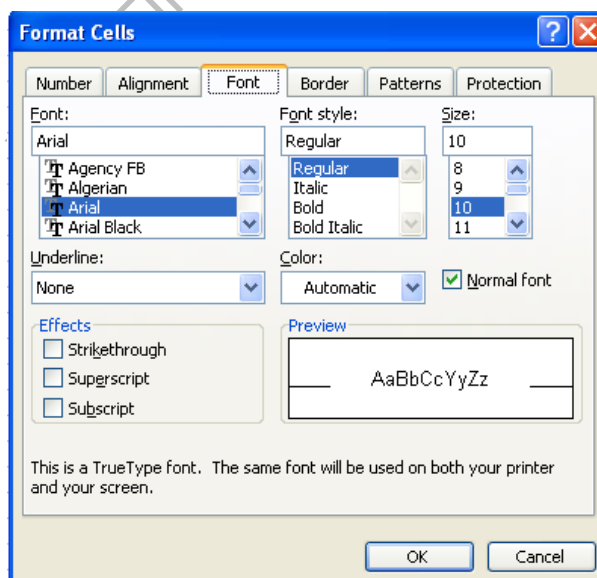 Format Cells
Number Alignment Font Border Patterns Protection
Font: Font style: Size:
Arial Regular 10
Agency FB Regular 8
Algerian Italic 9
Arial Bold 10
Arial Black Bold Italic 11
Underline: Color:
None Automatic Normal font
Effects Preview
Strikethrough
Superscript AaBbCcYyZz
Subscript
This is a TrueType font. The same font will be used on both your printer
and your screen.
OK Cancel